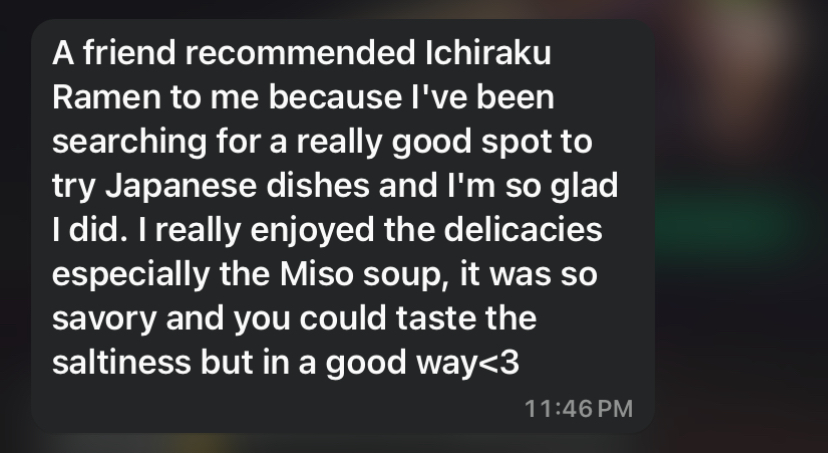 A friend recommended Ichiraku
Ramen to me because I've been
searching for a really good spot to
try Japanese dishes and I'm so glad
I did. I really enjoyed the delicacies
especially the Miso soup, it was so
savory and you could taste the
saltiness but in a good way<3
11:46 PM